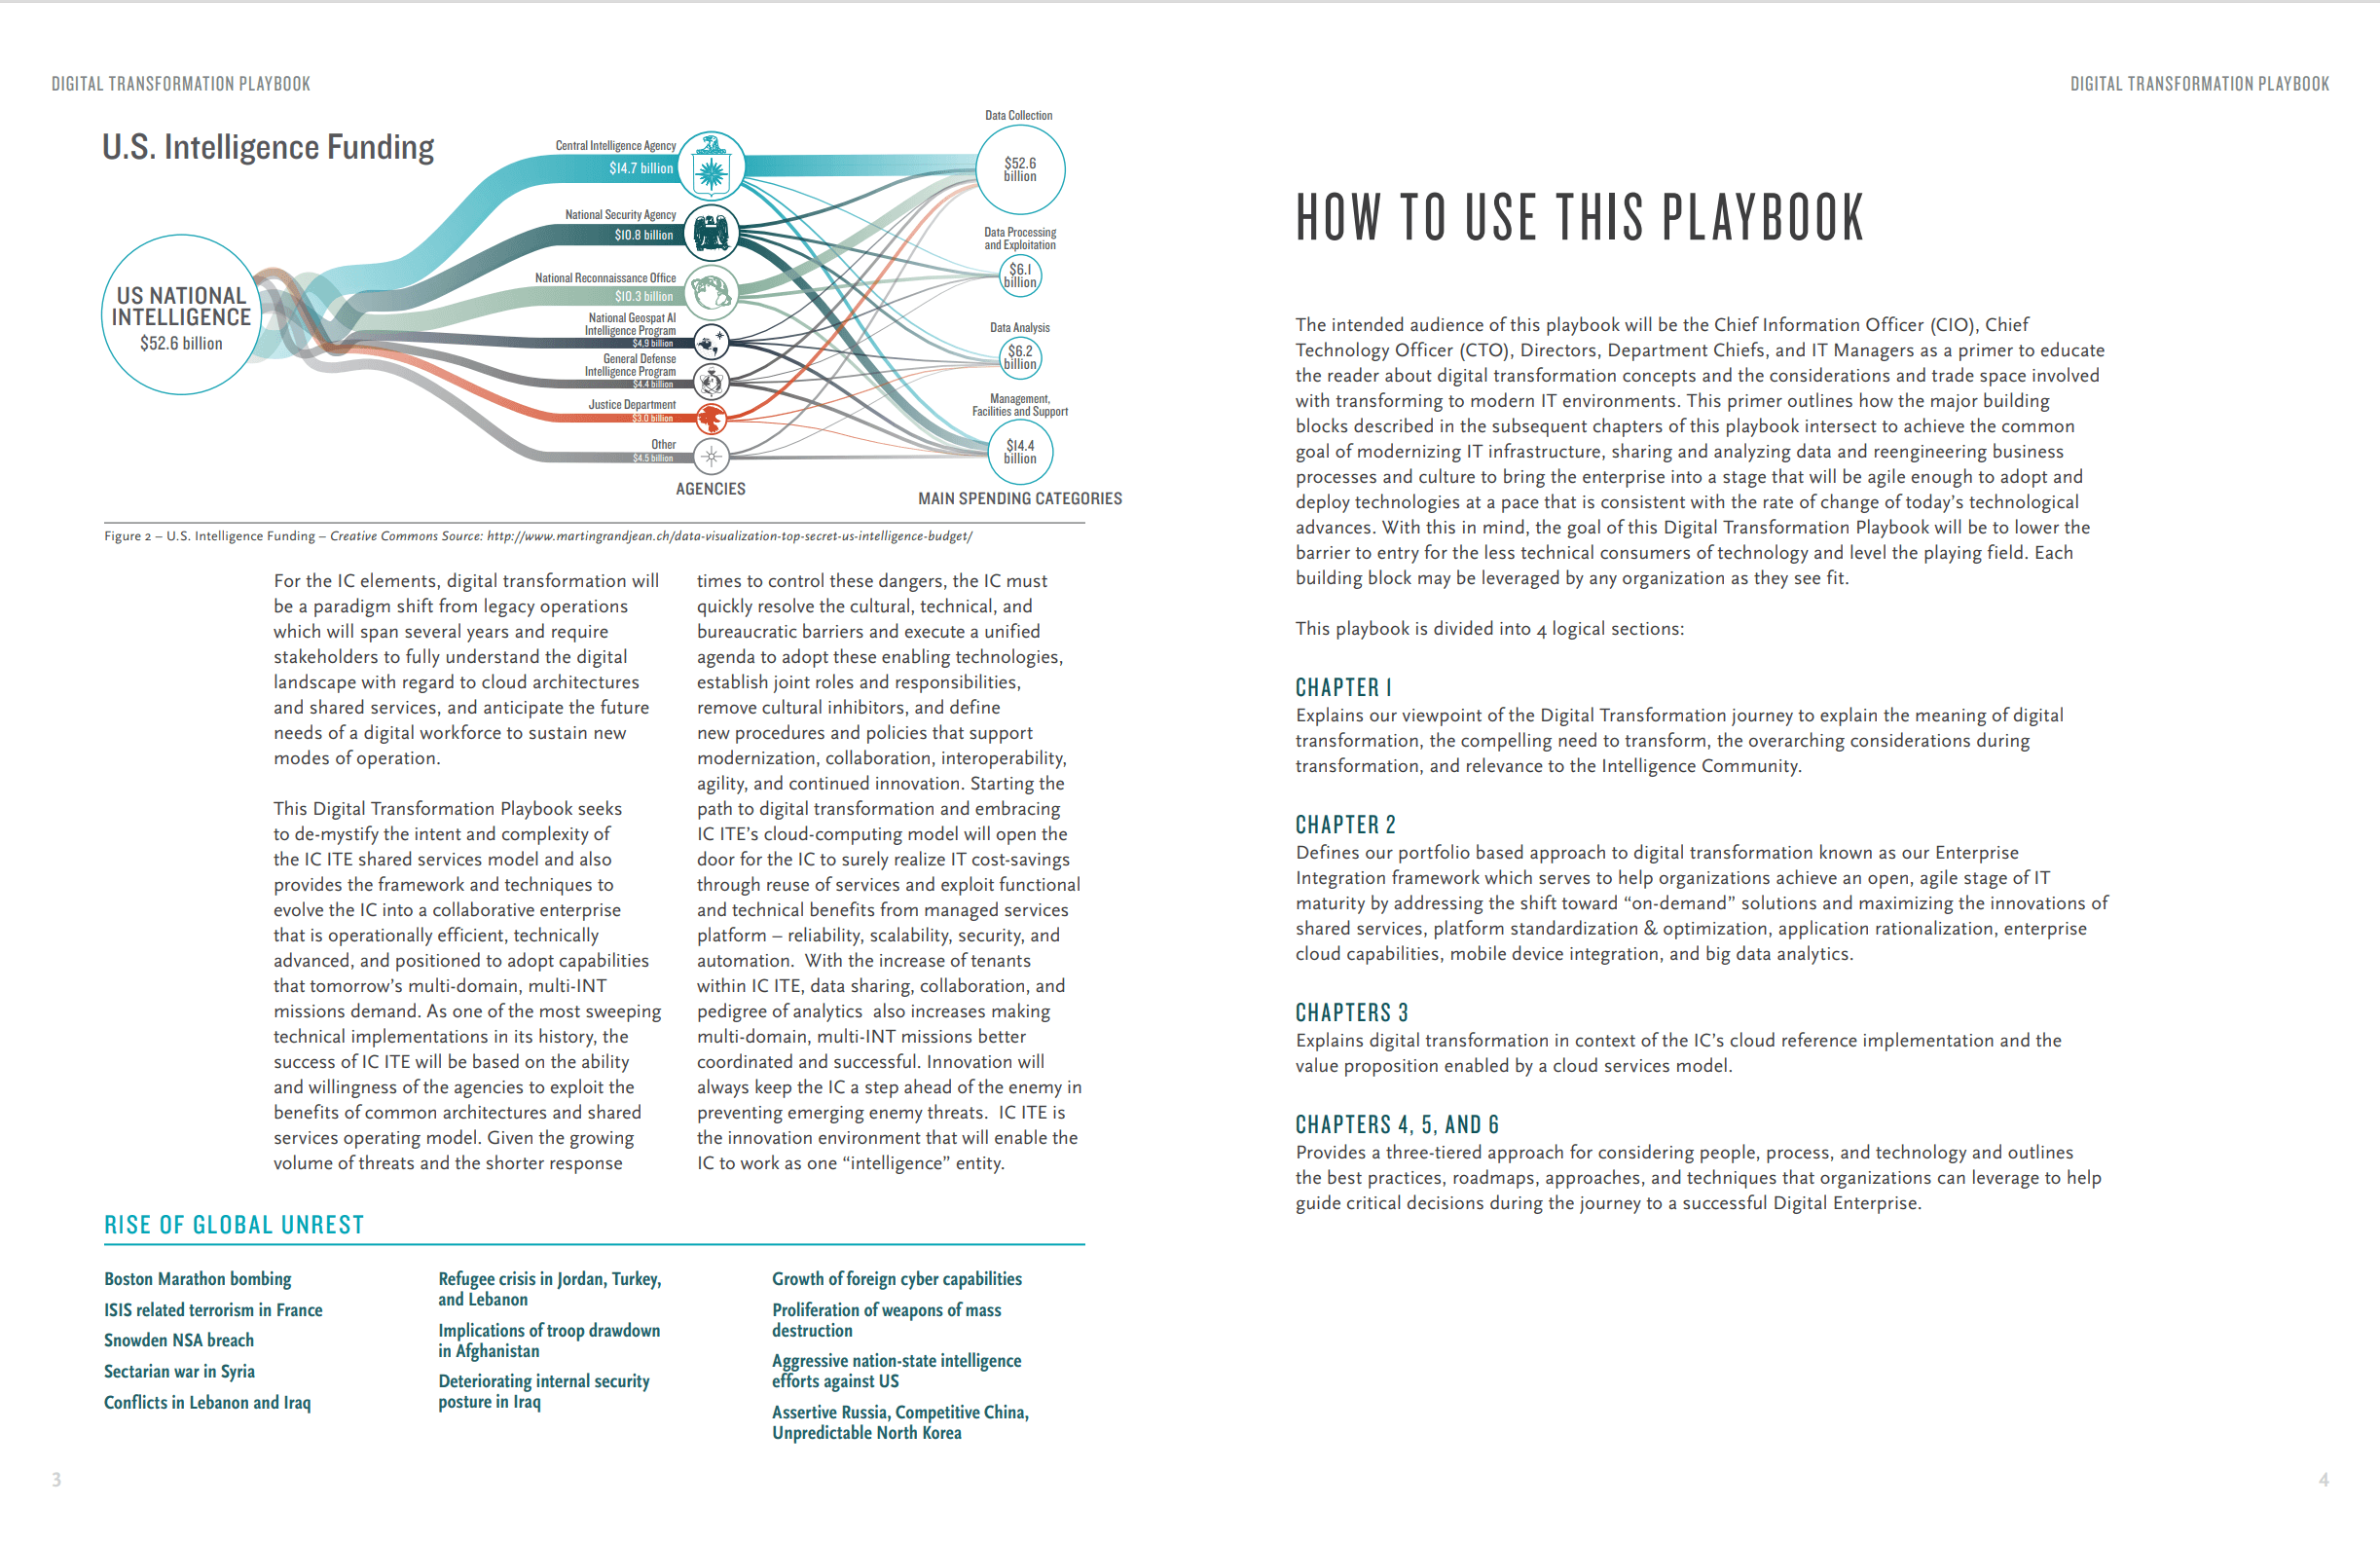 DIGITAL TRANSFORMATION PLAYBOOK
U.S. Intelligence Funding
US NATIONAL
INTELLIGENCE
$52.6 billion
Central Intelligence Agency
$14.7 billion
National Security Agency
$10.8 billion
National Reconnaissance Office
$10.3 billion
National Geospat AI
Intelligence Program
$4.9 billion
General Defense
Intelligence Program
$4.4 billion
Justice Department
$3.0 billion
Other
$4.5 billion
AGENCIES
Data Collection
$52.6
billion
Data Processing
and Exploitation
$6.1
billion
Data Analysis
$6.2
billion
Management,
Facilities and Support
$14.4
billion
MAIN SPENDING CATEGORIES
Figure 2 – U.S. Intelligence Funding – Creative Commons Source: http://www.martingrandjean.ch/data-visualization-top-secret-us-intelligence-budget/
For the IC elements, digital transformation will
be a paradigm shift from legacy operations
which will span several years and require
stakeholders to fully understand the digital
landscape with regard to cloud architectures
and shared services, and anticipate the future
needs of a digital workforce to sustain new
modes of operation.
This Digital Transformation Playbook seeks
to de-mystify the intent and complexity of
the IC ITE shared services model and also
provides the framework and techniques to
evolve the IC into a collaborative enterprise
that is operationally efficient, technically
advanced, and positioned to adopt capabilities
that tomorrow's multi-domain, multi-INT
missions demand. As one of the most sweeping
technical implementations in its history, the
success of IC ITE will be based on the ability
and willingness of the agencies to exploit the
benefits of common architectures and shared
services operating model. Given the growing
volume of threats and the shorter response
times to control these dangers, the IC must
quickly resolve the cultural, technical, and
bureaucratic barriers and execute a unified
agenda to adopt these enabling technologies,
establish joint roles and responsibilities,
remove cultural inhibitors, and define
new procedures and policies that support
modernization, collaboration, interoperability,
agility, and continued innovation. Starting the
path to digital transformation and embracing
IC ITE's cloud-computing model will open the
door for the IC to surely realize IT cost-savings
through reuse of services and exploit functional
and technical benefits from managed services
platform – reliability, scalability, security, and
automation.  With the increase of tenants
within IC ITE, data sharing, collaboration, and
pedigree of analytics  also increases making
multi-domain, multi-INT missions better
coordinated and successful. Innovation will
always keep the IC a step ahead of the enemy in
preventing emerging enemy threats.  IC ITE is
the innovation environment that will enable the
IC to work as one “intelligence” entity.
RISE OF GLOBAL UNREST
Boston Marathon bombing
ISIS related terrorism in France
Snowden NSA breach
Sectarian war in Syria
Conflicts in Lebanon and Iraq
Refugee crisis in Jordan, Turkey,
and Lebanon
Implications of troop drawdown
in Afghanistan
Deteriorating internal security
posture in Iraq
Growth of foreign cyber capabilities
Proliferation of weapons of mass
destruction
Aggressive nation-state intelligence
efforts against US
Assertive Russia, Competitive China,
Unpredictable North Korea
3
DIGITAL TRANSFORMATION PLAYBOOK
HOW TO USE THIS PLAYBOOK
The intended audience of this playbook will be the Chief Information Officer (CIO), Chief
Technology Officer (CTO), Directors, Department Chiefs, and IT Managers as a primer to educate
the reader about digital transformation concepts and the considerations and trade space involved
with transforming to modern IT environments. This primer outlines how the major building
blocks described in the subsequent chapters of this playbook intersect to achieve the common
goal of modernizing IT infrastructure, sharing and analyzing data and reengineering business
processes and culture to bring the enterprise into a stage that will be agile enough to adopt and
deploy technologies at a pace that is consistent with the rate of change of today's technological
advances. With this in mind, the goal of this Digital Transformation Playbook will be to lower the
barrier to entry for the less technical consumers of technology and level the playing field. Each
building block may be leveraged by any organization as they see fit.
This playbook is divided into 4 logical sections:
CHAPTER 1
Explains our viewpoint of the Digital Transformation journey to explain the meaning of digital
transformation, the compelling need to transform, the overarching considerations during
transformation, and relevance to the Intelligence Community.
CHAPTER 2
Defines our portfolio based approach to digital transformation known as our Enterprise
Integration framework which serves to help organizations achieve an open, agile stage of IT
maturity by addressing the shift toward “on-demand” solutions and maximizing the innovations of
shared services, platform standardization & optimization, application rationalization, enterprise
cloud capabilities, mobile device integration, and big data analytics.
CHAPTERS 3
Explains digital transformation in context of the IC's cloud reference implementation and the
value proposition enabled by a cloud services model.
CHAPTERS 4, 5, AND 6
Provides a three-tiered approach for considering people, process, and technology and outlines
the best practices, roadmaps, approaches, and techniques that organizations can leverage to help
guide critical decisions during the journey to a successful Digital Enterprise.
4